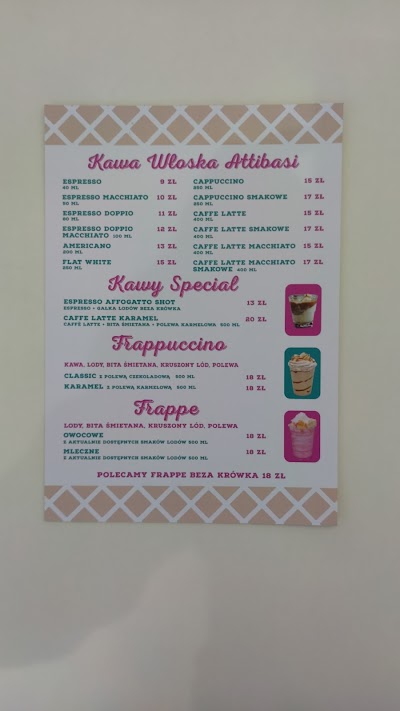 Kawa Włoska Attibasi
ESPRESSO 9 ZŁ
40 ML
ESPRESSO MACCHIATO 10 ZŁ
50 ML
ESPRESSO DOPPIO 11 ZŁ
80 ML
ESPRESSO DOPPIO 12 ZŁ
MACCHIATO 100 ML
AMERICANO 13 ZŁ
200 ML
FLAT WHITE 15 ZŁ
250 ML
CAPPUCCINO 15 ZŁ
250 ML
CAPPUCCINO SMAKOWE 17 ZŁ
250 ML
CAFFE LATTE 15 ZŁ
400 ML
CAFFE LATTE SMAKOWE 17 ZŁ
400 ML
CAFFE LATTE MACCHIATO 15 ZŁ
400 ML
CAFFE LATTE MACCHIATO 17 ZŁ
SMAKOWE 400 ML
Kawy Special
ESPRESSO AFFOGATTO SHOT 13 ZŁ
ESPRESSO + GAŁKA LODÓW BEZA KRÓWKA
CAFFE LATTE KARAMEL 20 ZŁ
CAFFE LATTE + BITA ŚMIETANA + POLEWA KARMELOWA 500 ML
Frappuccino
KAWA, LODY, BITA ŚMIETANA, KRUSZONY LÓD, POLEWA
CLASSIC Z POLEWĄ CZEKOLADOWĄ 500 ML 18 ZŁ
KARAMEL Z POLEWĄ KARMELOWĄ 500 ML 18 ZŁ
Frappe
LODY, BITA ŚMIETANA, KRUSZONY LÓD, POLEWA
OWOCOWE 18 ZŁ
Z AKTUALNIE DOSTĘPNYCH SMAKÓW LODÓW 500 ML
MLECZNE 18 ZŁ
Z AKTUALNIE DOSTĘPNYCH SMAKÓW LODÓW 500 ML
POLECAMY FRAPPE BEZA KRÓWKA 18 ZŁ